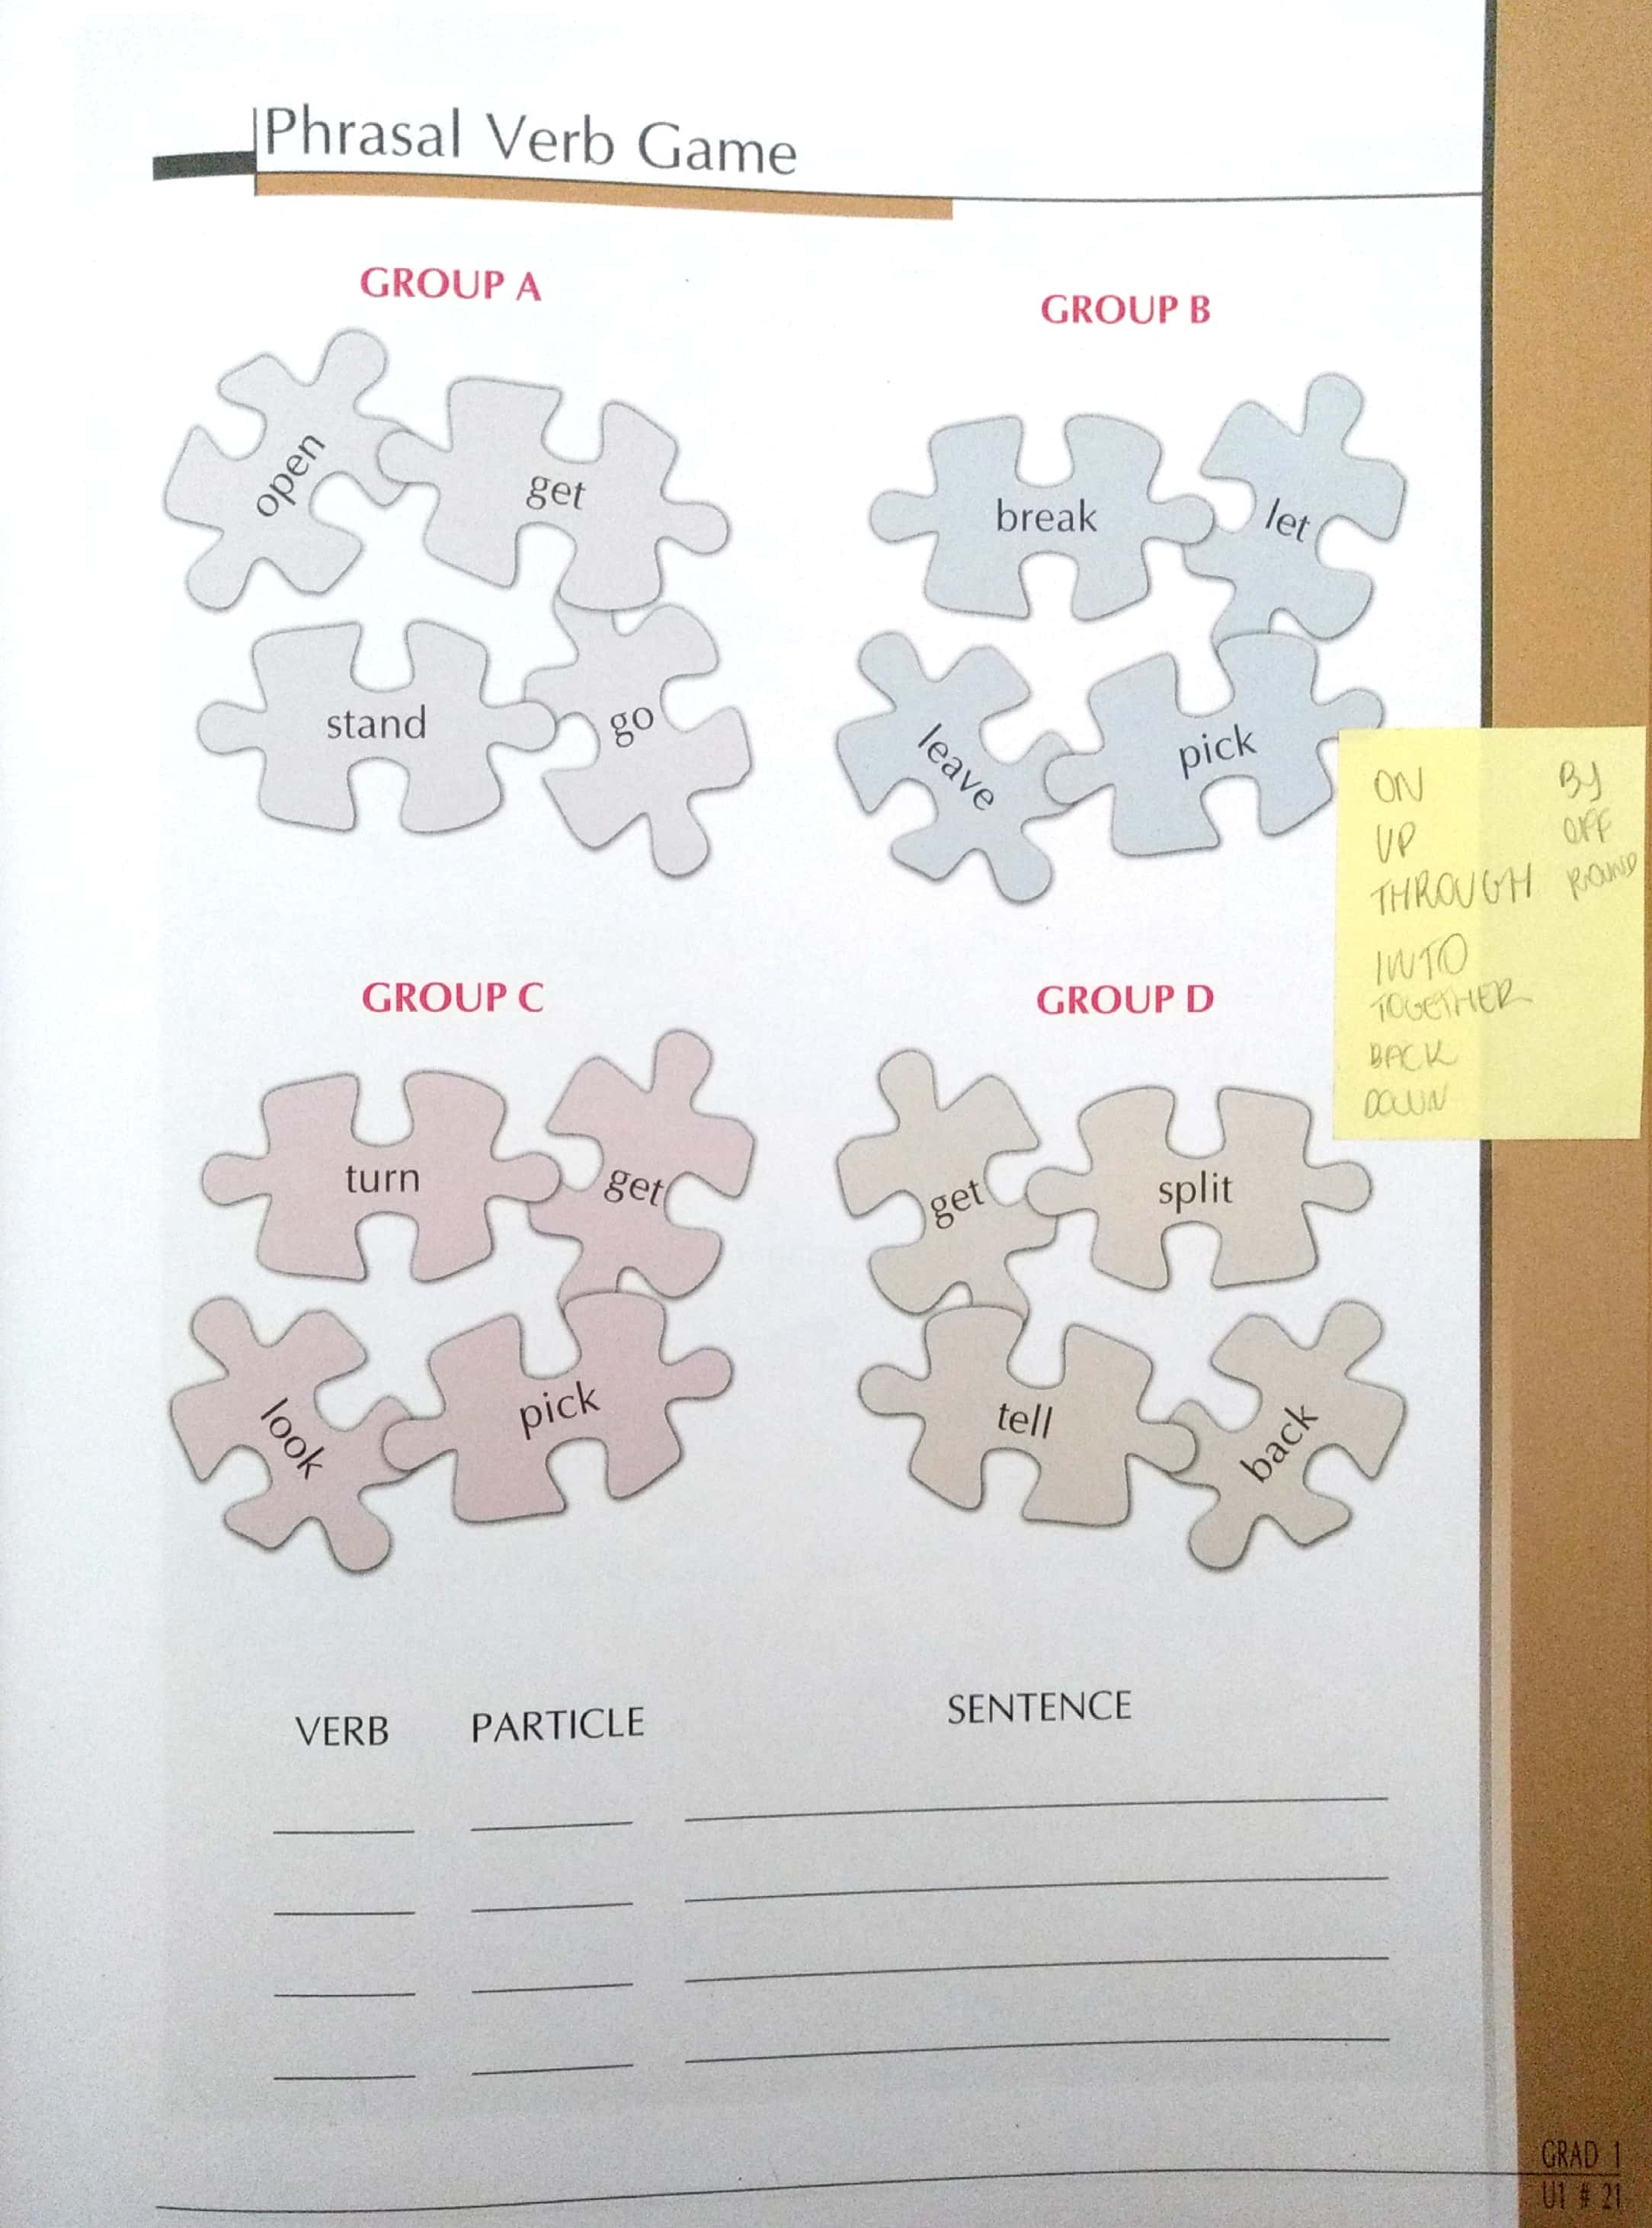 Phrasal Verb Game
GROUP A
open
get
stand
go
GROUP B
break
let
leave
pick
ON
UP
THROUGH
INTO
TOGETHER
BACK
DOWN
BY
OFF
ROUND
GROUP C
turn
get
look
pick
GROUP D
get
split
tell
back
VERB PARTICLE SENTENCE
GRAD 1
U1 # 21